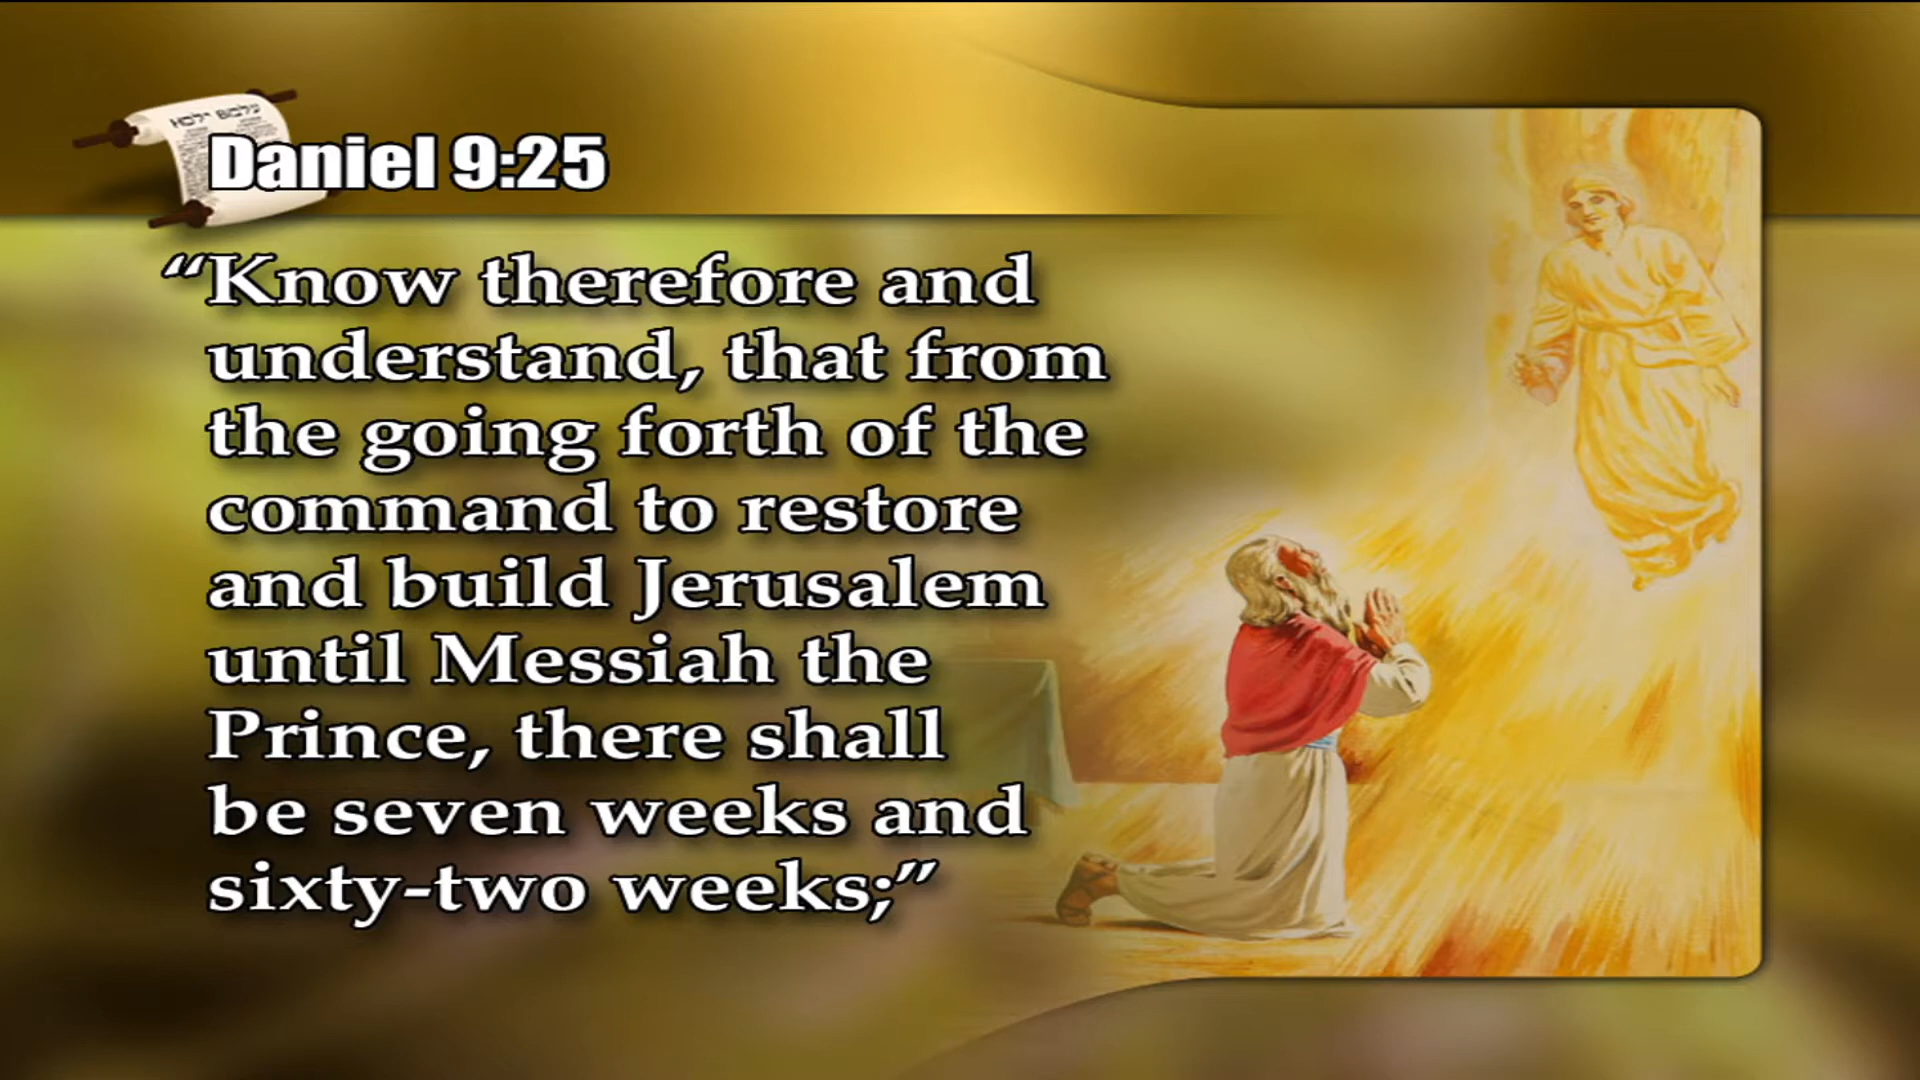 Daniel 9:25
“Know therefore and
understand, that from
the going forth of the
command to restore
and build Jerusalem
until Messiah the
Prince, there shall
be seven weeks and
sixty-two weeks;”